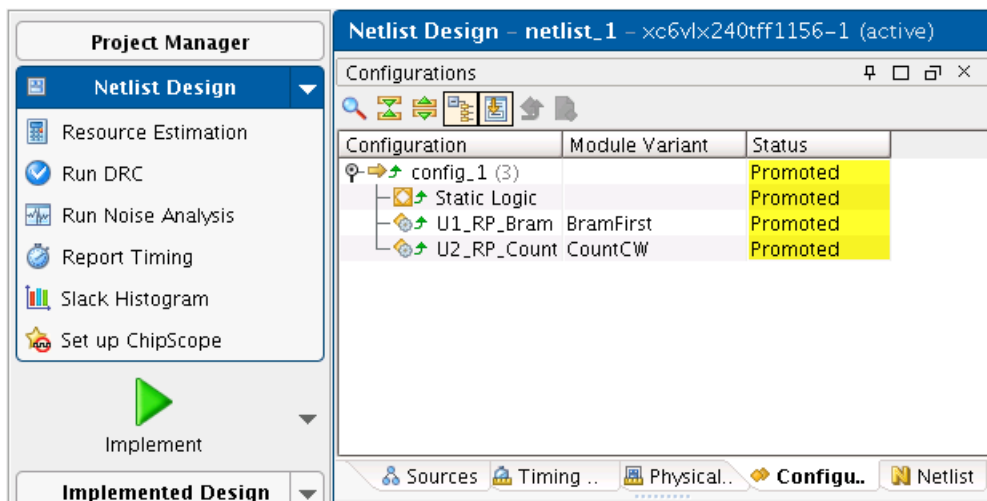 Project Manager
Netlist Design
Resource Estimation
Run DRC
Run Noise Analysis
Report Timing
Slack Histogram
Set up ChipScope
Implement
Implemented Design
Netlist Design - netlist_1 - xc6vlx240tff1156-1 (active)
Configurations
Configuration Module Variant Status
config_1 (3) Promoted
Static Logic Promoted
U1_RP_Bram BramFirst Promoted
U2_RP_Count CountCW Promoted
Sources Timing .. Physical.. Configu.. Netlist